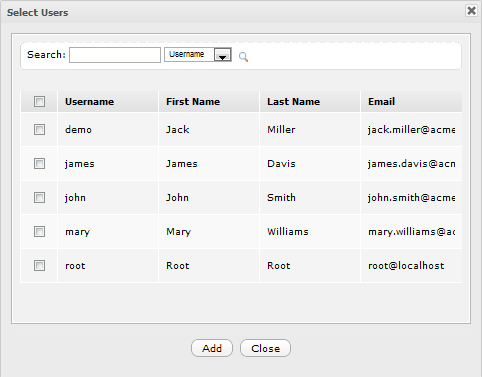 Select Users
Search: Username
Username First Name Last Name Email
demo Jack Miller jack.miller@acme
james James Davis james.davis@acm
john John Smith john.smith@acme
mary Mary Williams mary.williams@ac
root Root Root root@localhost
Add Close